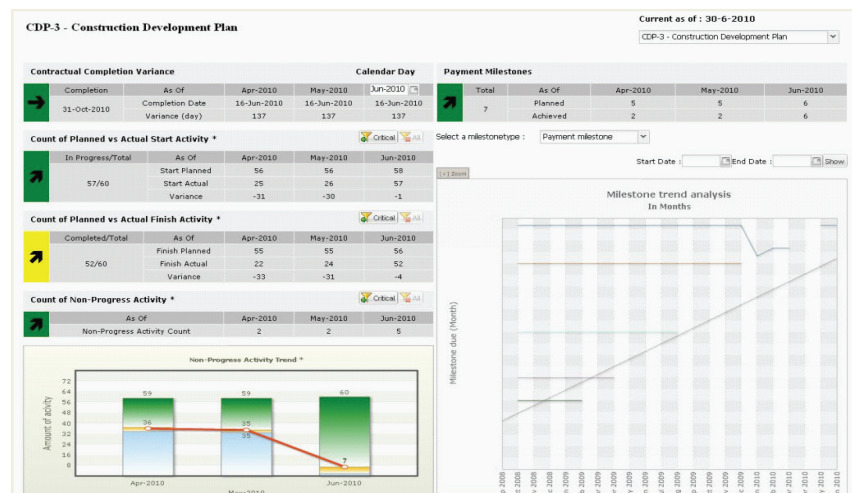 CDP-3 - Construction Development Plan
Current as of : 30-6-2010
CDP-3 - Construction Development Plan
Contractual Completion Variance Calendar Day
Completion As Of Apr-2010 May-2010 Jun-2010
31-Oct-2010 Completion Date 16-Jun-2010 16-Jun-2010 16-Jun-2010
Variance (day) 137 137 137
Count of Planned vs Actual Start Activity * Critical All
In Progress/Total As Of Apr-2010 May-2010 Jun-2010
57/60 Start Planned 56 56 58
Start Actual 25 26 57
Variance -31 -30 -1
Count of Planned vs Actual Finish Activity * Critical All
Completed/Total As Of Apr-2010 May-2010 Jun-2010
52/60 Finish Planned 55 55 56
Finish Actual 22 24 52
Variance -33 -31 -4
Count of Non-Progress Activity * Critical All
As Of Apr-2010 May-2010 Jun-2010
Non-Progress Activity Count 2 2 5
Non-Progress Activity Trend *
Amount of acivity
72
64
56
48
40
32
24
16
8
59 59 60
36 35 7
35
Apr-2010 May-2010 Jun-2010
Payment Milestones
Total As Of Apr-2010 May-2010 Jun-2010
7 Planned 5 5 6
Achieved 2 2 6
Select a milestonetype : Payment milestone
Start Date : End Date : Show
[+] Zoom
Milestone trend analysis
In Months
Milestone due (Month)